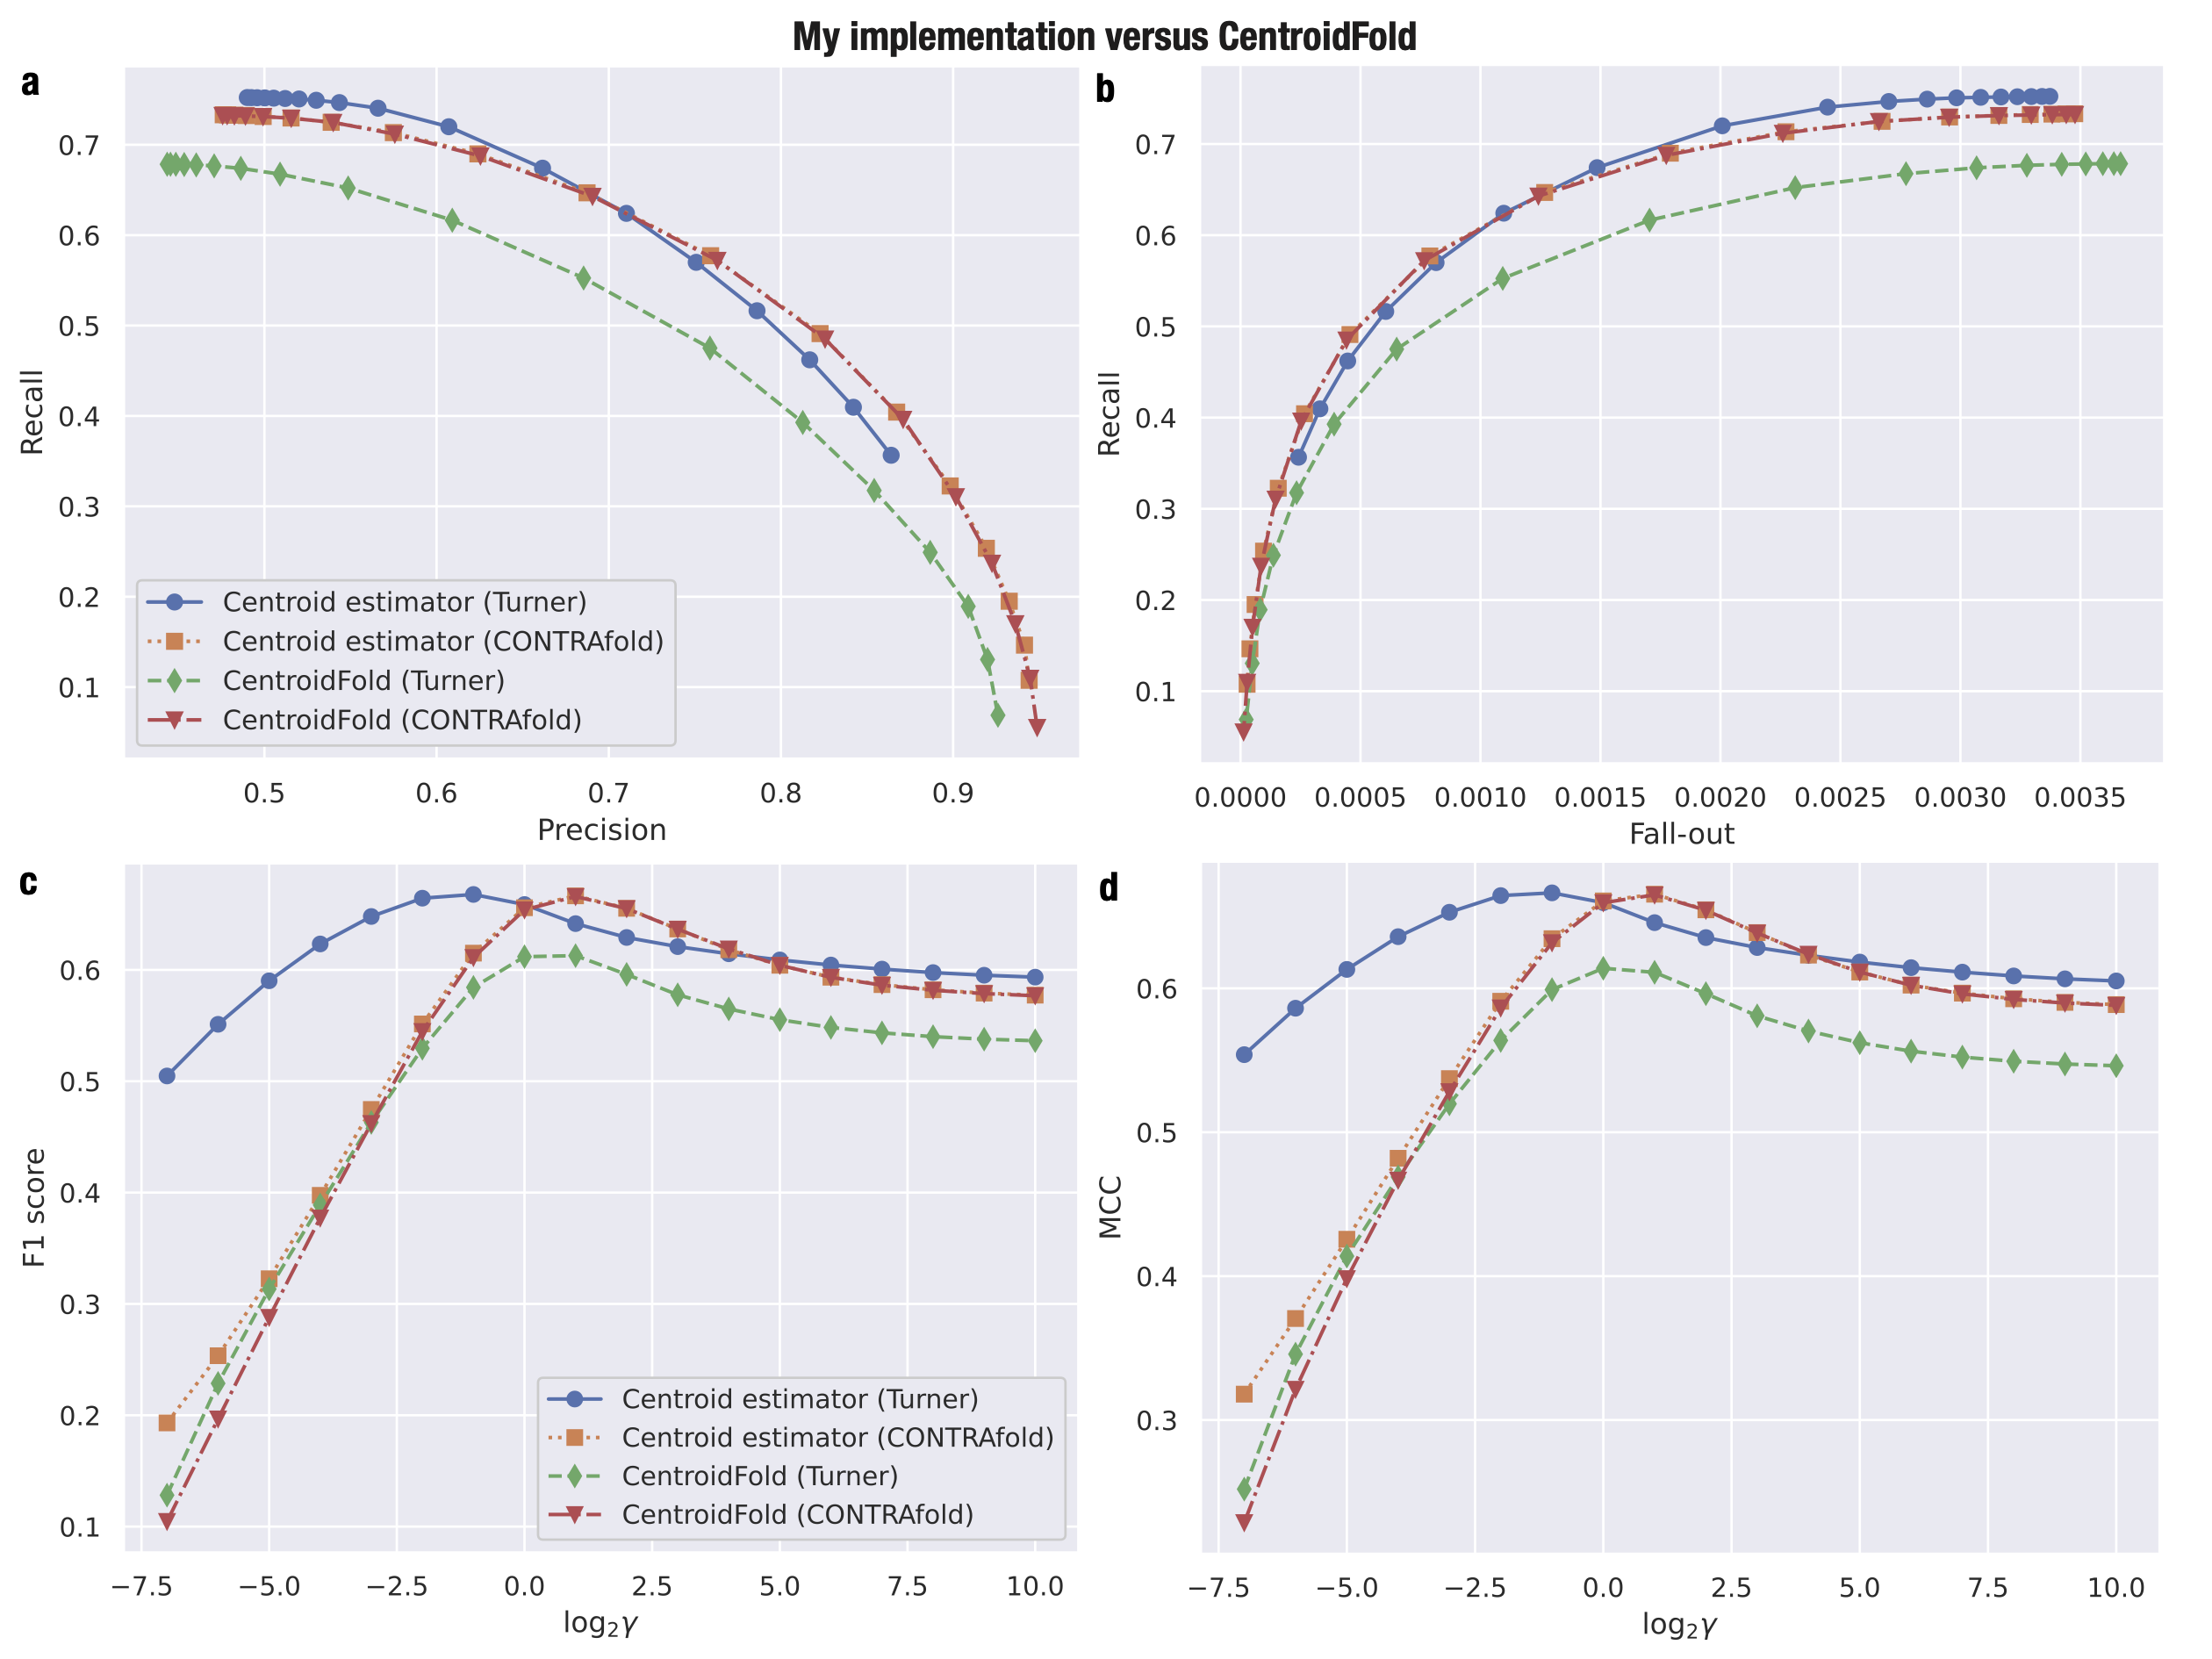 My implementation versus CentroidFold
a
0.7
0.6
0.5
0.4
0.3
0.2
0.1
Recall
Centroid estimator (Turner)
Centroid estimator (CONTRAfold)
CentroidFold (Turner)
CentroidFold (CONTRAfold)
0.5 0.6 0.7 0.8 0.9
Precision
b
0.7
0.6
0.5
0.4
0.3
0.2
0.1
Recall
0.0000 0.0005 0.0010 0.0015 0.0020 0.0025 0.0030 0.0035
Fall-out
c
0.6
0.5
0.4
0.3
0.2
0.1
F1 score
Centroid estimator (Turner)
Centroid estimator (CONTRAfold)
CentroidFold (Turner)
CentroidFold (CONTRAfold)
−7.5 −5.0 −2.5 0.0 2.5 5.0 7.5 10.0
log₂γ
d
0.6
0.5
0.4
0.3
MCC
−7.5 −5.0 −2.5 0.0 2.5 5.0 7.5 10.0
log₂γ